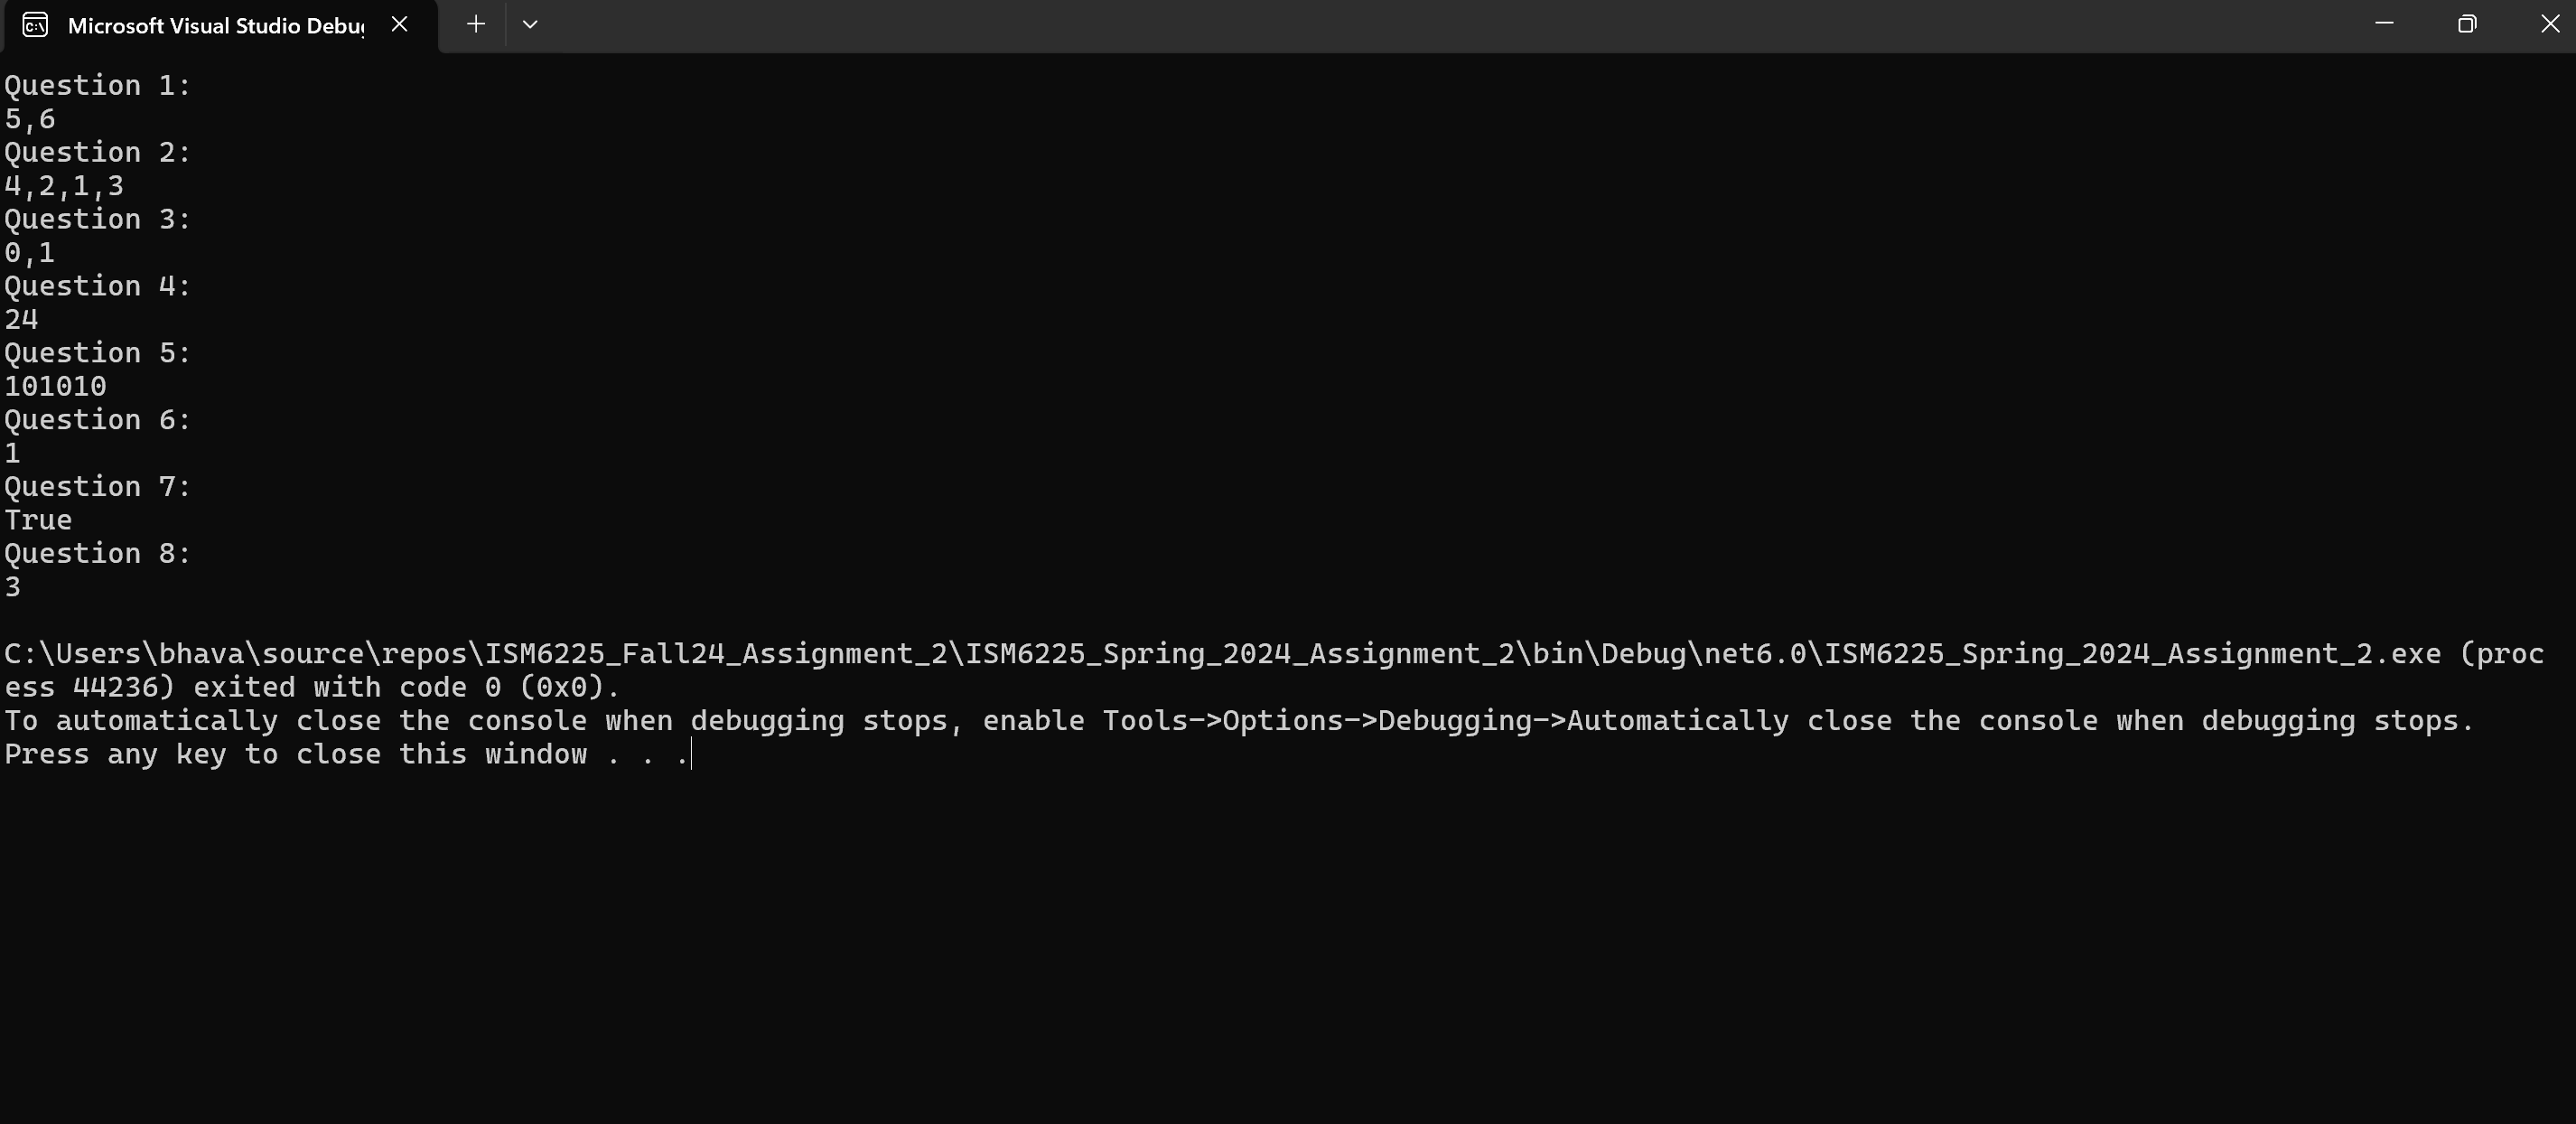 Microsoft Visual Studio Debu
Question 1:
5,6
Question 2:
4,2,1,3
Question 3:
0,1
Question 4:
24
Question 5:
101010
Question 6:
1
Question 7:
True
Question 8:
3
C:\Users\bhava\source\repos\ISM6225_Fall24_Assignment_2\ISM6225_Spring_2024_Assignment_2\bin\Debug\net6.0\ISM6225_Spring_2024_Assignment_2.exe (proc
ess 44236) exited with code 0 (0x0).
To automatically close the console when debugging stops, enable Tools->Options->Debugging->Automatically close the console when debugging stops.
Press any key to close this window . . .